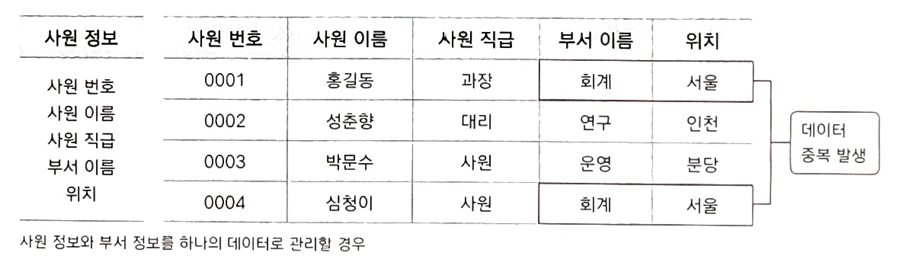 사원 정보 사원 번호 사원 이름 사원 직급 부서 이름 위치
사원 번호
사원 이름
사원 직급
부서 이름
위치
0001 홍길동 과장 회계 서울
0002 성춘향 대리 연구 인천
0003 박문수 사원 운영 분당
0004 심청이 사원 회계 서울
데이터
중복 발생
사원 정보와 부서 정보를 하나의 데이터로 관리할 경우